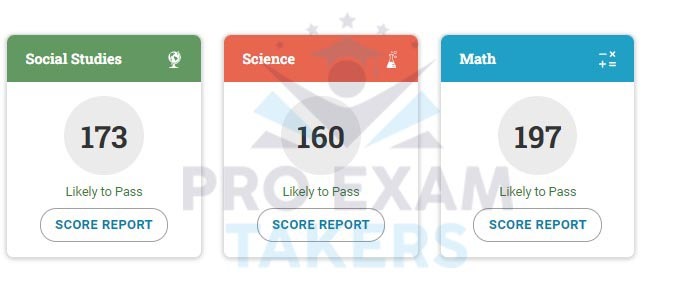 Social Studies
Science
Math
173
160
197
Likely to Pass
Likely to Pass
Likely to Pass
SCORE REPORT
SCORE REPORT
SCORE REPORT
PRO EXAM
TAKERS